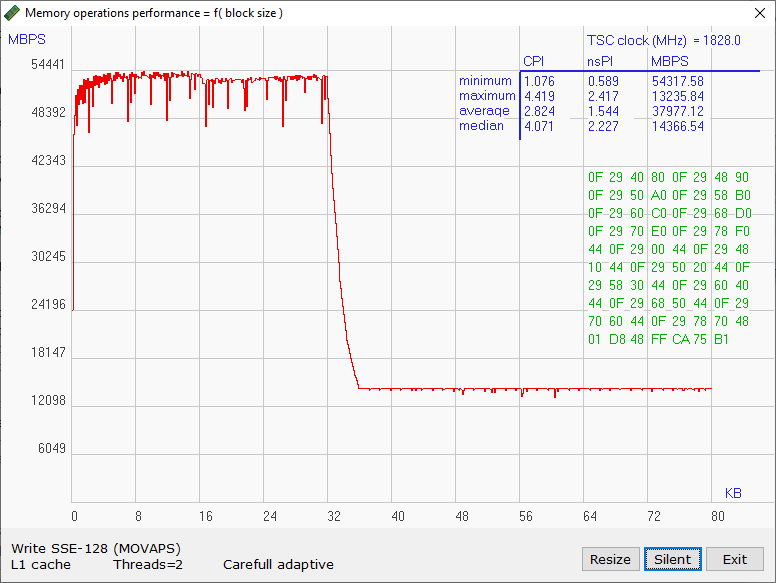 Memory operations performance = f( block size )
MBPS
TSC clock (MHz) = 1828.0
CPI nsPI MBPS
minimum 1.076 0.589 54317.58
maximum 4.419 2.417 13235.84
average 2.824 1.544 37977.12
median 4.071 2.227 14366.54
54441
48392
42343
36294
30245
24196
18147
12098
6049
0F 29 40 80 0F 29 48 90
0F 29 50 A0 0F 29 58 B0
0F 29 60 C0 0F 29 68 D0
0F 29 70 E0 0F 29 78 F0
44 0F 29 00 44 0F 29 48
10 44 0F 29 50 20 44 0F
29 58 30 44 0F 29 60 40
44 0F 29 68 50 44 0F 29
70 60 44 0F 29 78 70 48
01 D8 48 FF CA 75 B1
KB
0 8 16 24 32 40 48 56 64 72 80
Write SSE-128 (MOVAPS)
L1 cache Threads=2 Carefull adaptive
Resize Silent Exit